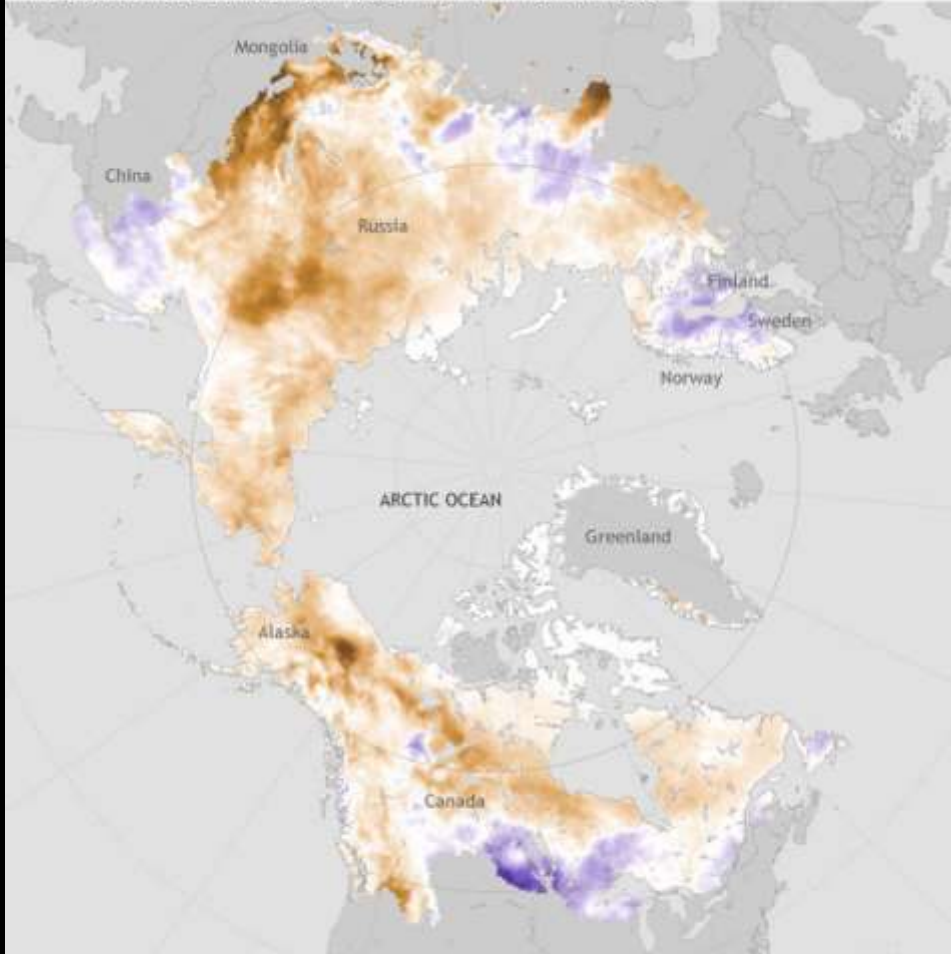 Mongolia
China
Russia
Finland
Sweden
Norway
ARCTIC OCEAN
Greenland
Alaska
Canada